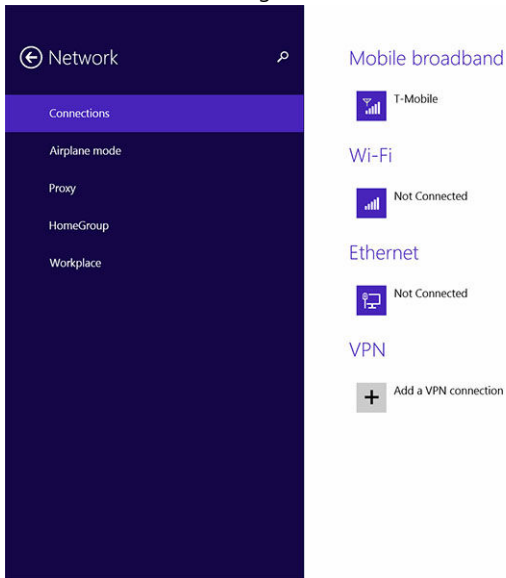 Network
Connections
Airplane mode
Proxy
HomeGroup
Workplace
Mobile broadband
T-Mobile
Wi-Fi
Not Connected
Ethernet
Not Connected
VPN
Add a VPN connection